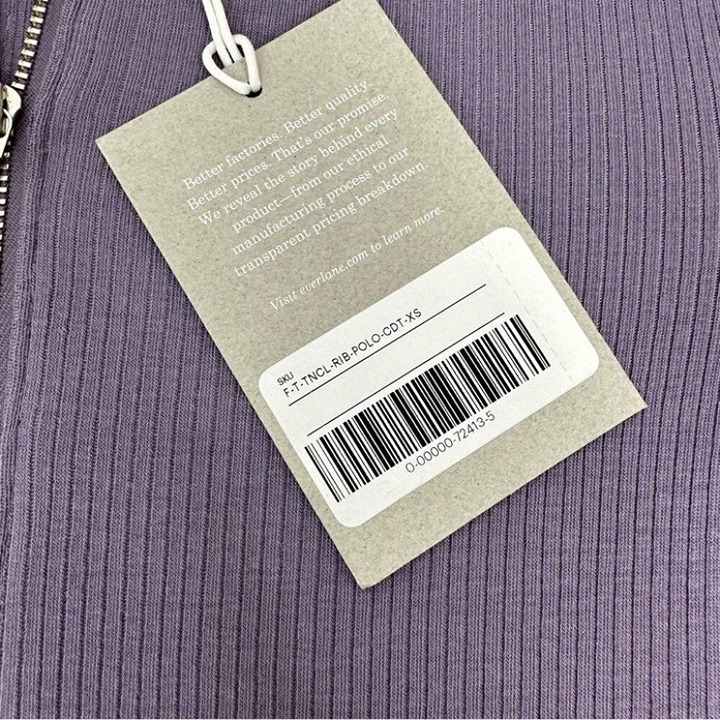 Better factories. Better quality.
Better prices. That's our promise.
We reveal the story behind every
product—from our ethical
manufacturing process to our
transparent pricing breakdown.
Visit everlane.com to learn more.
SKU
F-T-TNCL-RIB-POLO-CDT-XS
0-00000-72413-5